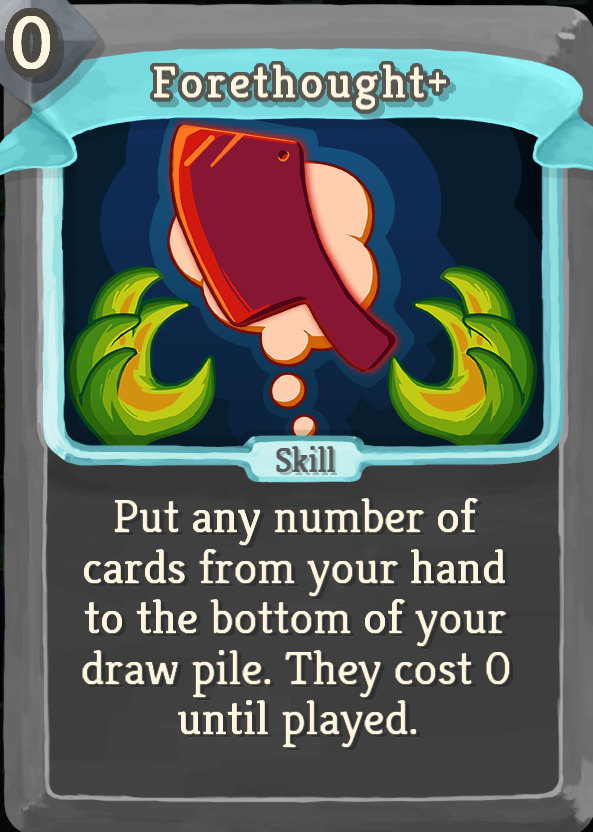 0
Forethought+
Skill
Put any number of
cards from your hand
to the bottom of your
draw pile. They cost 0
until played.